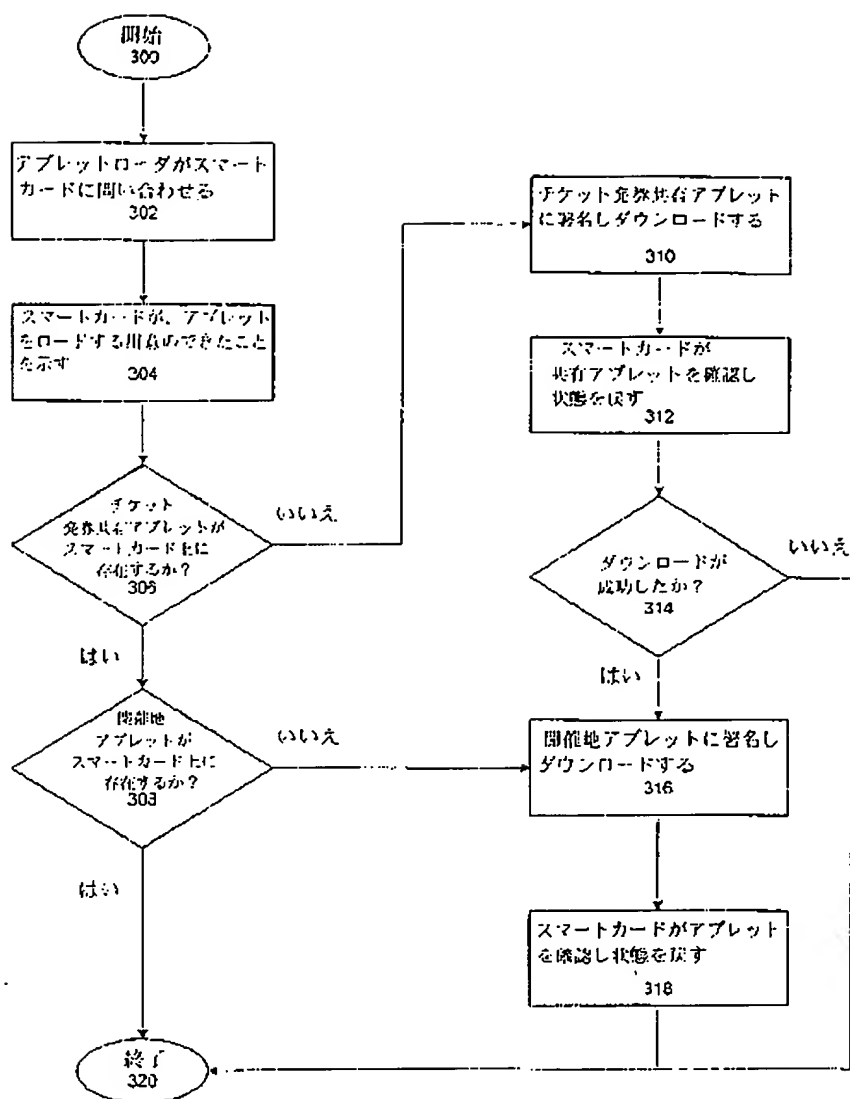 開始
300
アプレットローダがスマート
カードに問い合わせる
302
スマートカードが、アプレット
をロードする用意のできたこと
を示す
304
チケット
発券共有アプレットが
スマートカード上に
存在するか?
306
いいえ
はい
開催地
アプレットが
スマートカード上に
存在するか?
308
いいえ
はい
チケット発券共有アプレット
に署名しダウンロードする
310
スマートカードが
共有アプレットを確認し
状態を戻す
312
ダウンロードが
成功したか?
314
いいえ
はい
開催地アプレットに署名し
ダウンロードする
316
スマートカードがアプレット
を確認し状態を戻す
318
終了
320